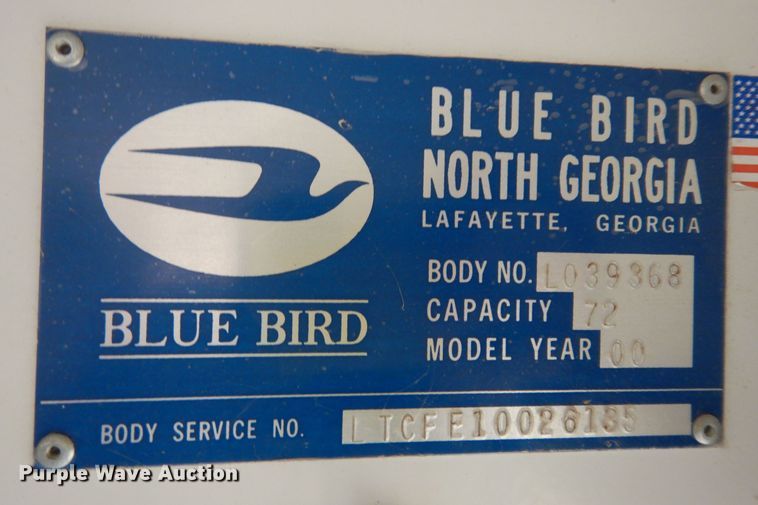 BLUE BIRD
NORTH GEORGIA
LAFAYETTE, GEORGIA
BODY NO. L039368
CAPACITY 72
MODEL YEAR 00
BLUE BIRD
BODY SERVICE NO. LTCFE10026135
Purple Wave Auction